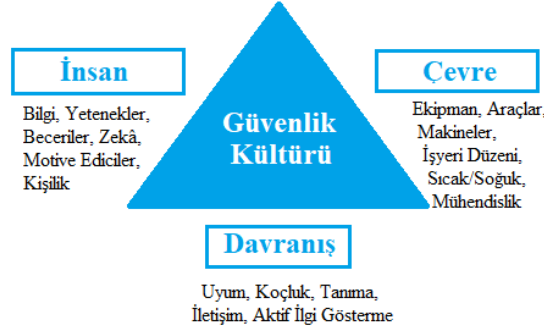 İnsan
Bilgi, Yetenekler,
Beceriler, Zekâ,
Motive Ediciler,
Kişilik
Güvenlik
Kültürü
Çevre
Ekipman, Araçlar,
Makineler,
İşyeri Düzeni,
Sıcak/Soğuk,
Mühendislik
Davranış
Uyum, Koçluk, Tanıma,
İletişim, Aktif İlgi Gösterme